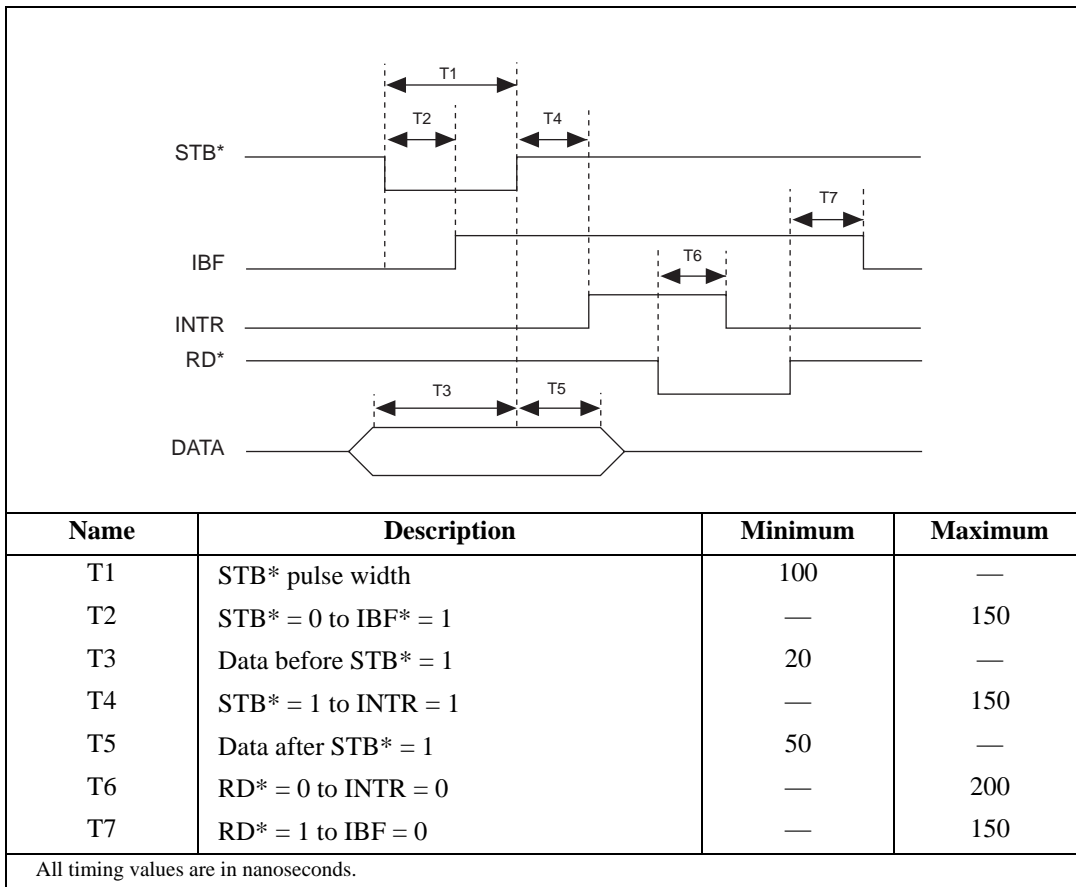 T1
T2 T4
STB*
T7
IBF
T6
INTR
RD*
T3 T5
DATA
Name Description Minimum Maximum
T1 STB* pulse width 100 —
T2 STB* = 0 to IBF* = 1 — 150
T3 Data before STB* = 1 20 —
T4 STB* = 1 to INTR = 1 — 150
T5 Data after STB* = 1 50 —
T6 RD* = 0 to INTR = 0 — 200
T7 RD* = 1 to IBF = 0 — 150
All timing values are in nanoseconds.